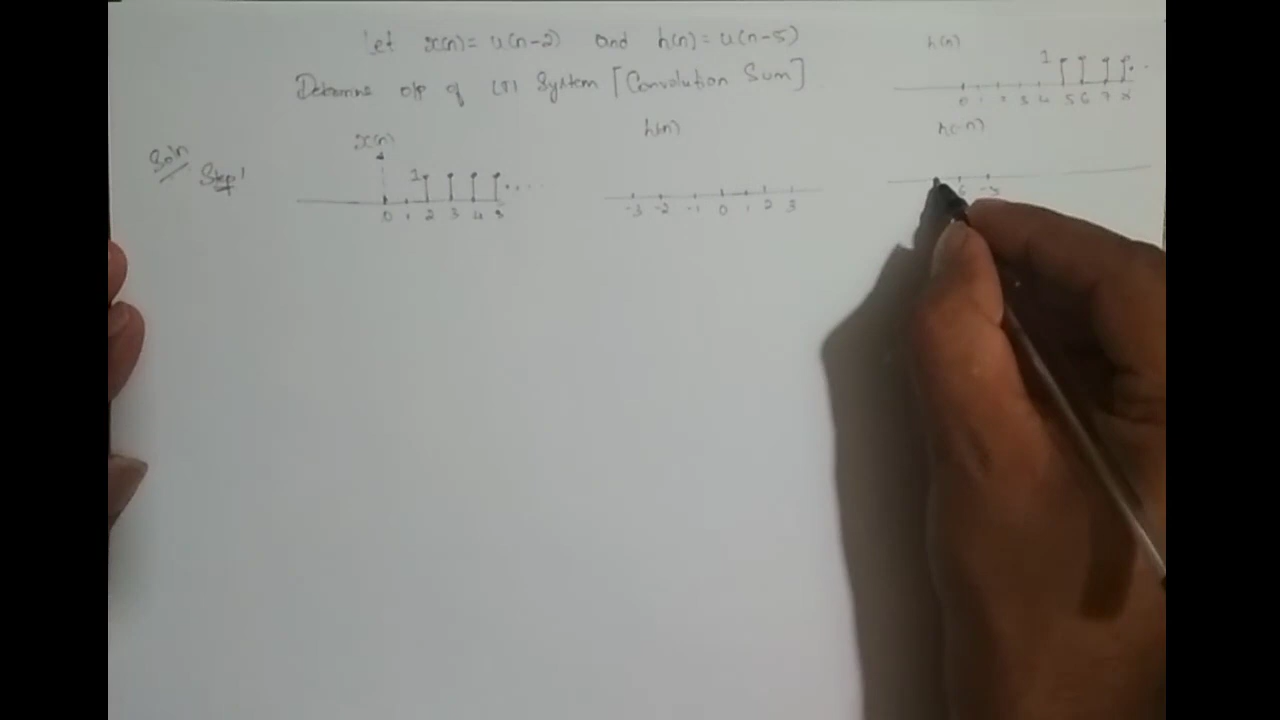 Let x(n) = u(n-2) and h(n) = u(n-5)
Determine o/p of LTI System [Convolution Sum]
h(n)
1
0 1 2 3 4 5 6 7 8
Soln
Step 1
x(n)
1
0 1 2 3 4 5
h(n)
-3 -2 -1 0 1 2 3
h(-n)